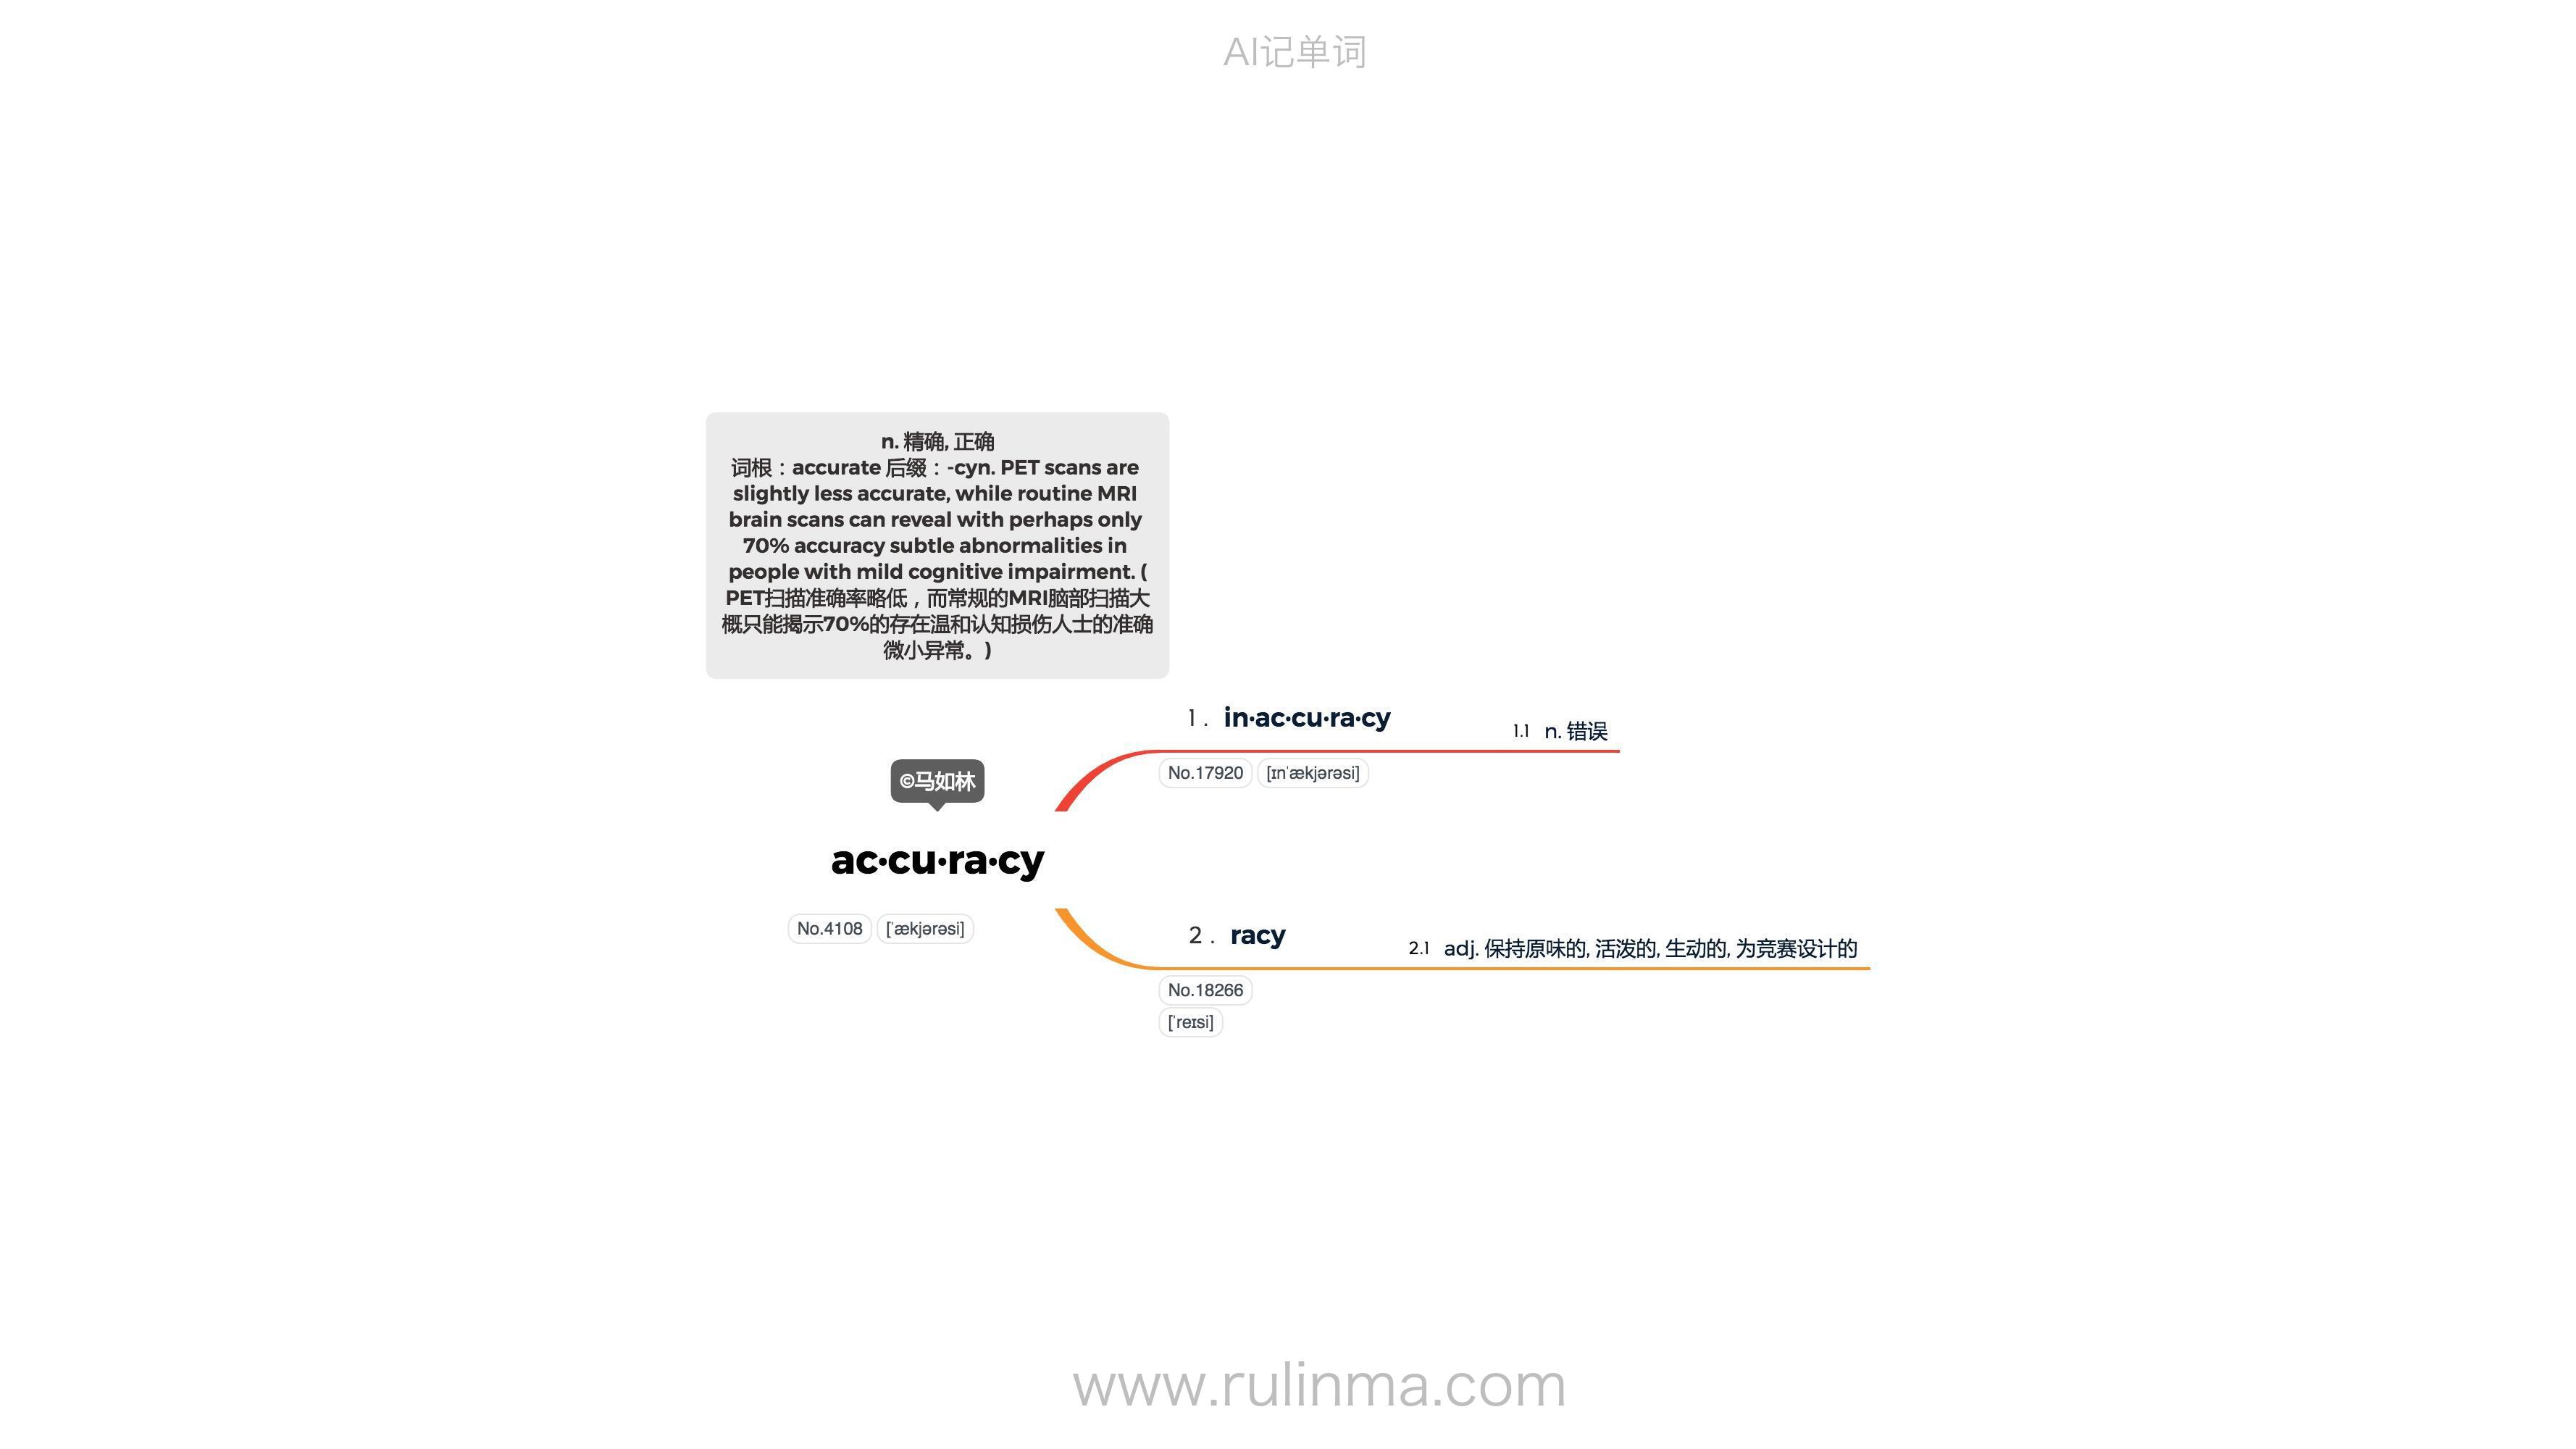 AI记单词
n. 精确, 正确
词根：accurate 后缀：-cyn. PET scans are
slightly less accurate, while routine MRI
brain scans can reveal with perhaps only
70% accuracy subtle abnormalities in
people with mild cognitive impairment. (
PET扫描准确率略低，而常规的MRI脑部扫描大
概只能揭示70%的存在温和认知损伤人士的准确
微小异常。)
©马如林
ac·cu·ra·cy
No.4108 [ˈækjərəsi]
1. in·ac·cu·ra·cy
1.1 n. 错误
No.17920 [ɪnˈækjərəsi]
2. racy
2.1 adj. 保持原味的, 活泼的, 生动的, 为竞赛设计的
No.18266
[ˈreɪsi]
www.rulinma.com